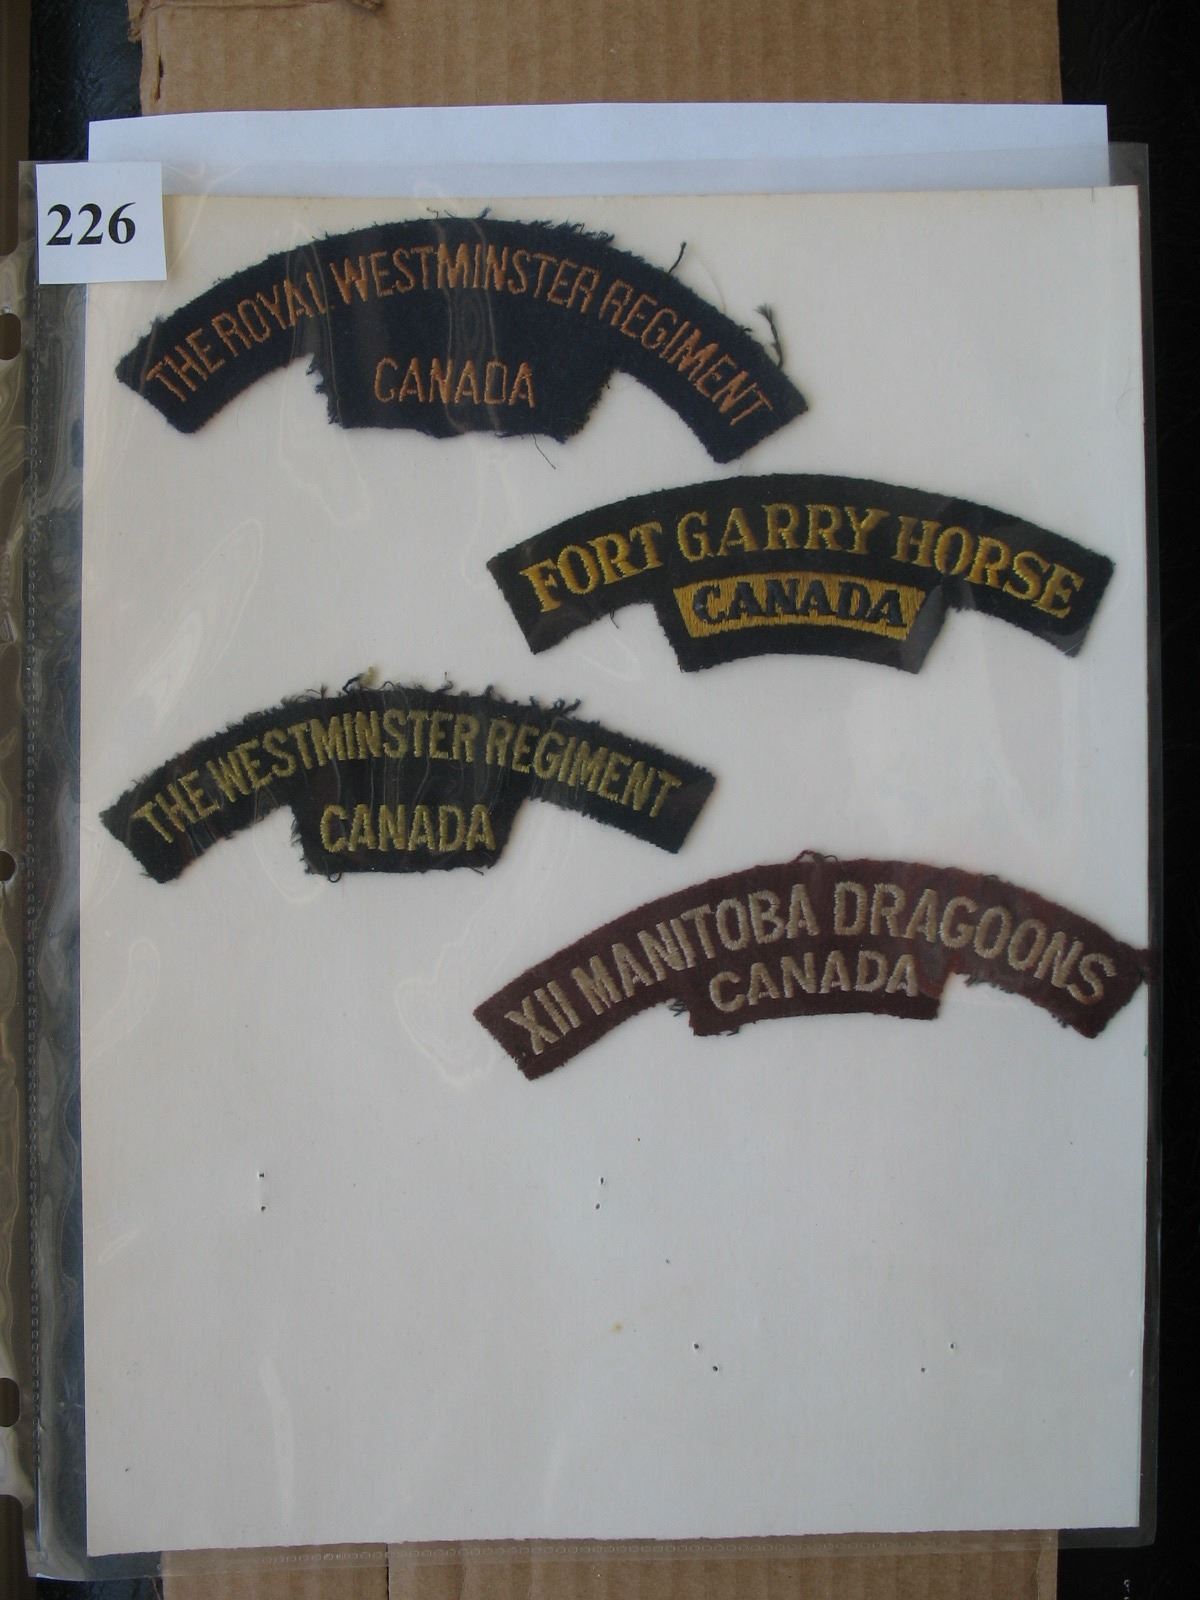 226
THE ROYAL WESTMINSTER REGIMENT
CANADA
FORT GARRY HORSE
CANADA
THE WESTMINSTER REGIMENT
CANADA
XII MANITOBA DRAGOONS
CANADA